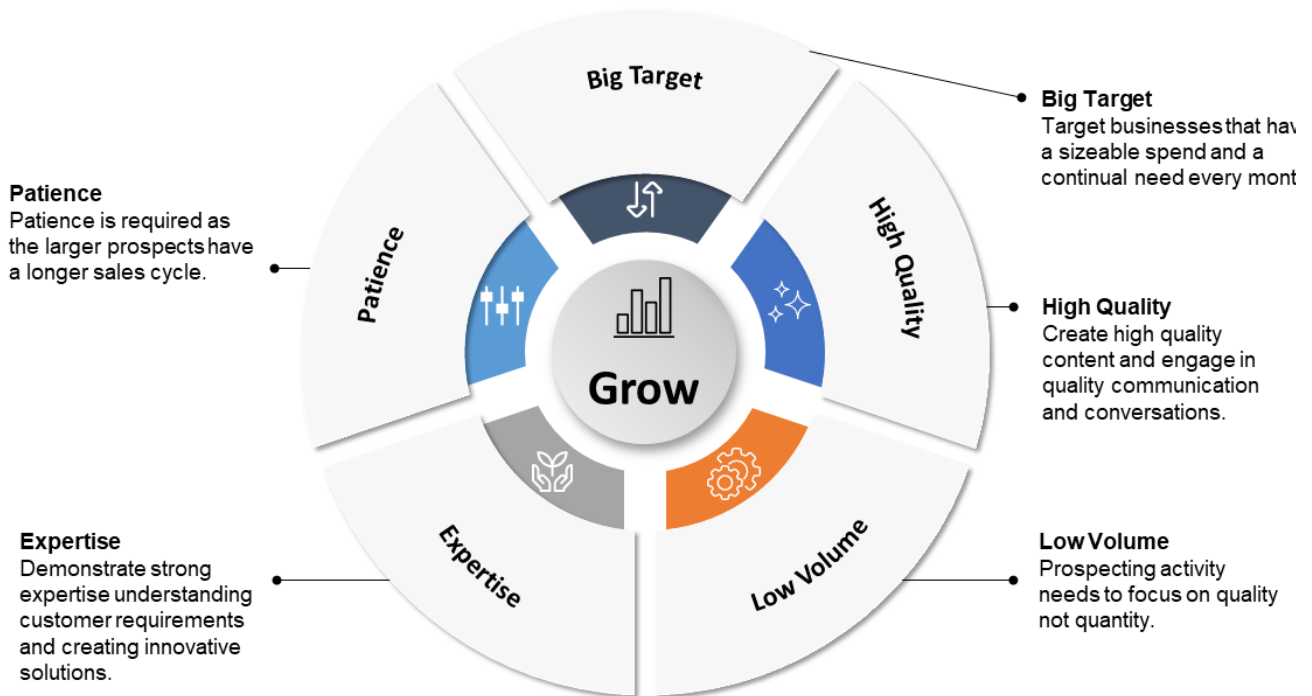 Big Target
High Quality
Low Volume
Expertise
Patience
Grow
Big Target
Target businesses that hav
a sizeable spend and a
continual need every mont
High Quality
Create high quality
content and engage in
quality communication
and conversations.
Low Volume
Prospecting activity
needs to focus on quality
not quantity.
Expertise
Demonstrate strong
expertise understanding
customer requirements
and creating innovative
solutions.
Patience
Patience is required as
the larger prospects have
a longer sales cycle.